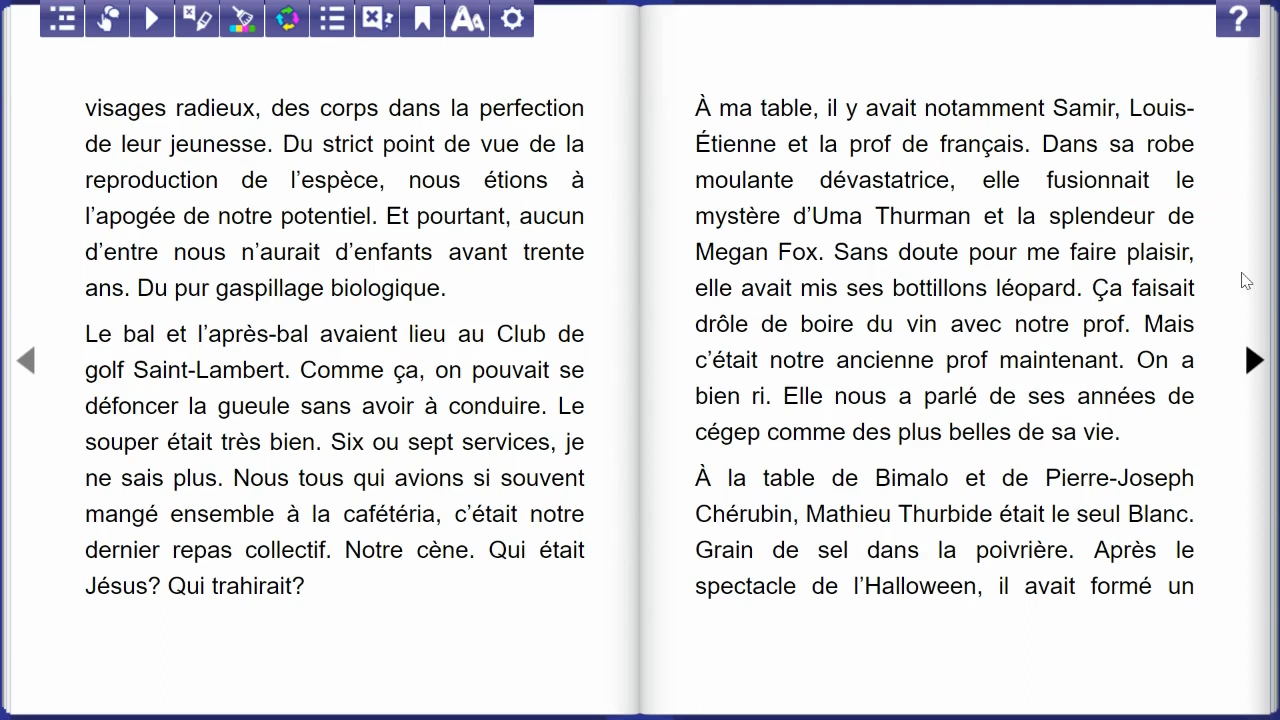 visages radieux, des corps dans la perfection
de leur jeunesse. Du strict point de vue de la
reproduction de l’espèce, nous étions à
l’apogée de notre potentiel. Et pourtant, aucun
d’entre nous n’aurait d’enfants avant trente
ans. Du pur gaspillage biologique.
Le bal et l’après-bal avaient lieu au Club de
golf Saint-Lambert. Comme ça, on pouvait se
défoncer la gueule sans avoir à conduire. Le
souper était très bien. Six ou sept services, je
ne sais plus. Nous tous qui avions si souvent
mangé ensemble à la cafétéria, c’était notre
dernier repas collectif. Notre cène. Qui était
Jésus? Qui trahirait?
À ma table, il y avait notamment Samir, Louis-
Étienne et la prof de français. Dans sa robe
moulante dévastatrice, elle fusionnait le
mystère d’Uma Thurman et la splendeur de
Megan Fox. Sans doute pour me faire plaisir,
elle avait mis ses bottillons léopard. Ça faisait
drôle de boire du vin avec notre prof. Mais
c’était notre ancienne prof maintenant. On a
bien ri. Elle nous a parlé de ses années de
cégep comme des plus belles de sa vie.
À la table de Bimalo et de Pierre-Joseph
Chérubin, Mathieu Thurbide était le seul Blanc.
Grain de sel dans la poivrière. Après le
spectacle de l’Halloween, il avait formé un